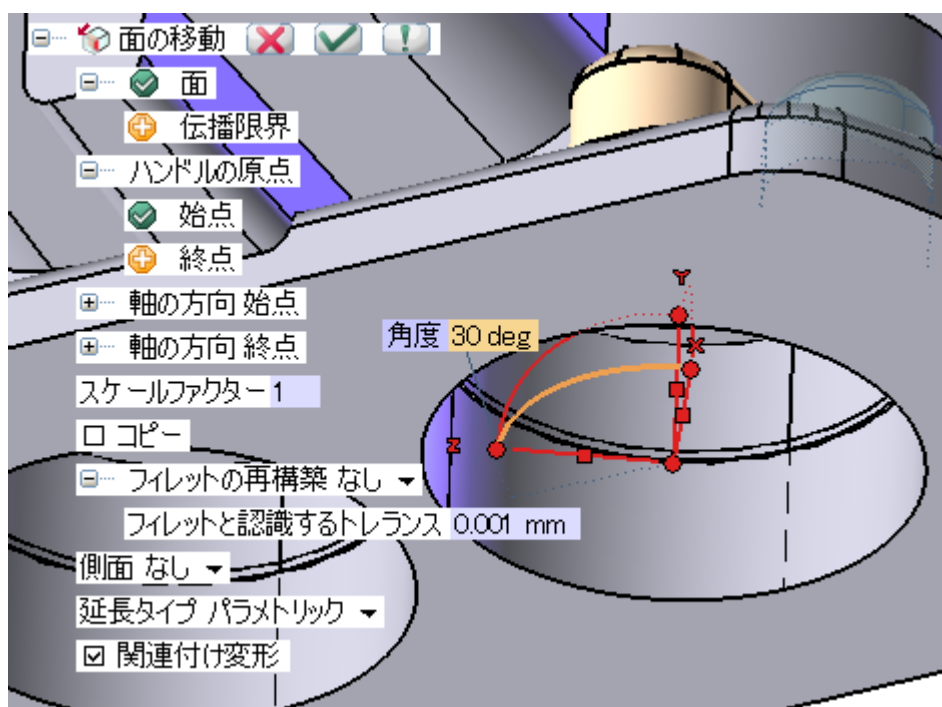 面の移動
面
伝播限界
ハンドルの原点
始点
終点
軸の方向 始点
軸の方向 終点
角度 30 deg
スケールファクター 1
コピー
フィレットの再構築 なし
フィレットと認識するトレランス 0.001 mm
側面 なし
延長タイプ パラメトリック
関連付け変形
Y
X
Z